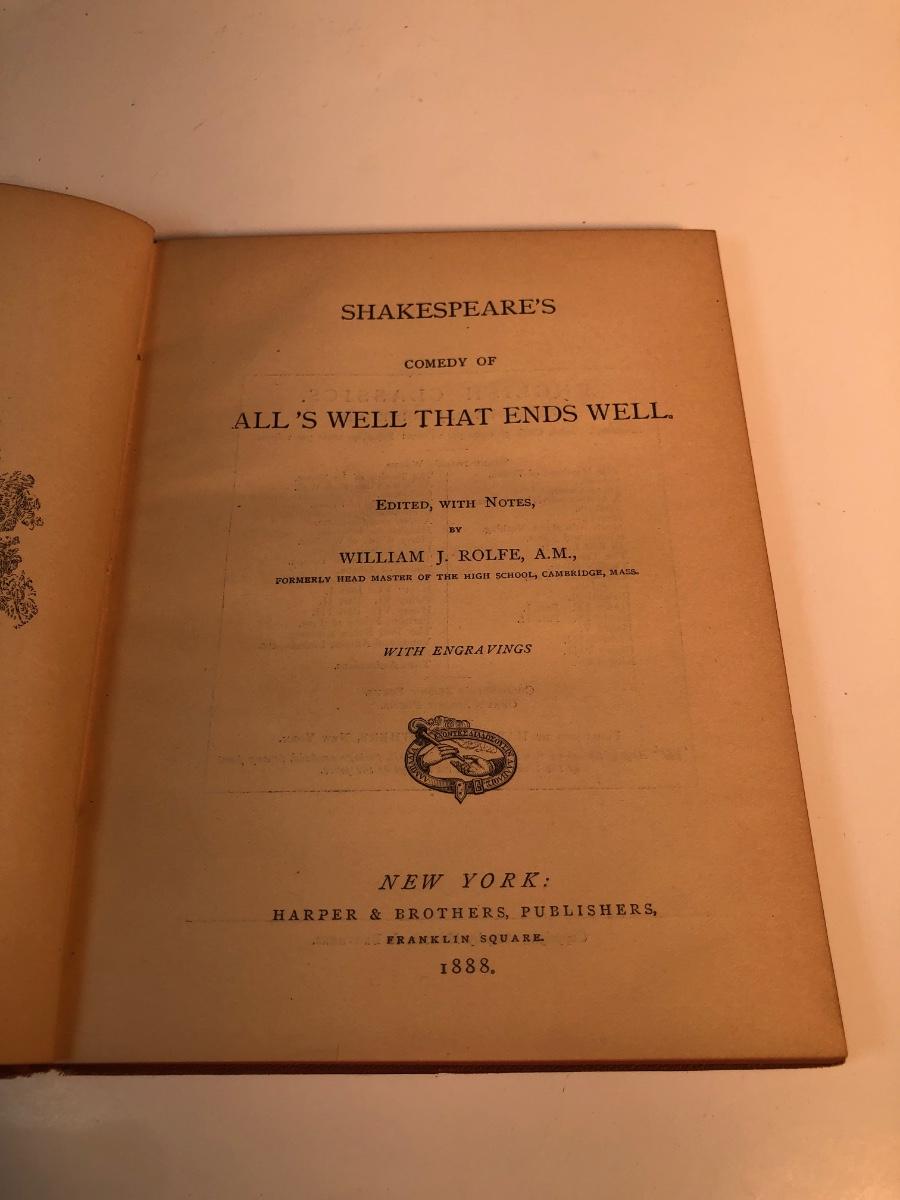 SHAKESPEARE'S
COMEDY OF
ALL 'S WELL THAT ENDS WELL.
EDITED, WITH NOTES,
BY
WILLIAM J. ROLFE, A.M.,
FORMERLY HEAD MASTER OF THE HIGH SCHOOL, CAMBRIDGE, MASS.
WITH ENGRAVINGS
NEW YORK:
HARPER & BROTHERS, PUBLISHERS,
FRANKLIN SQUARE.
1888.